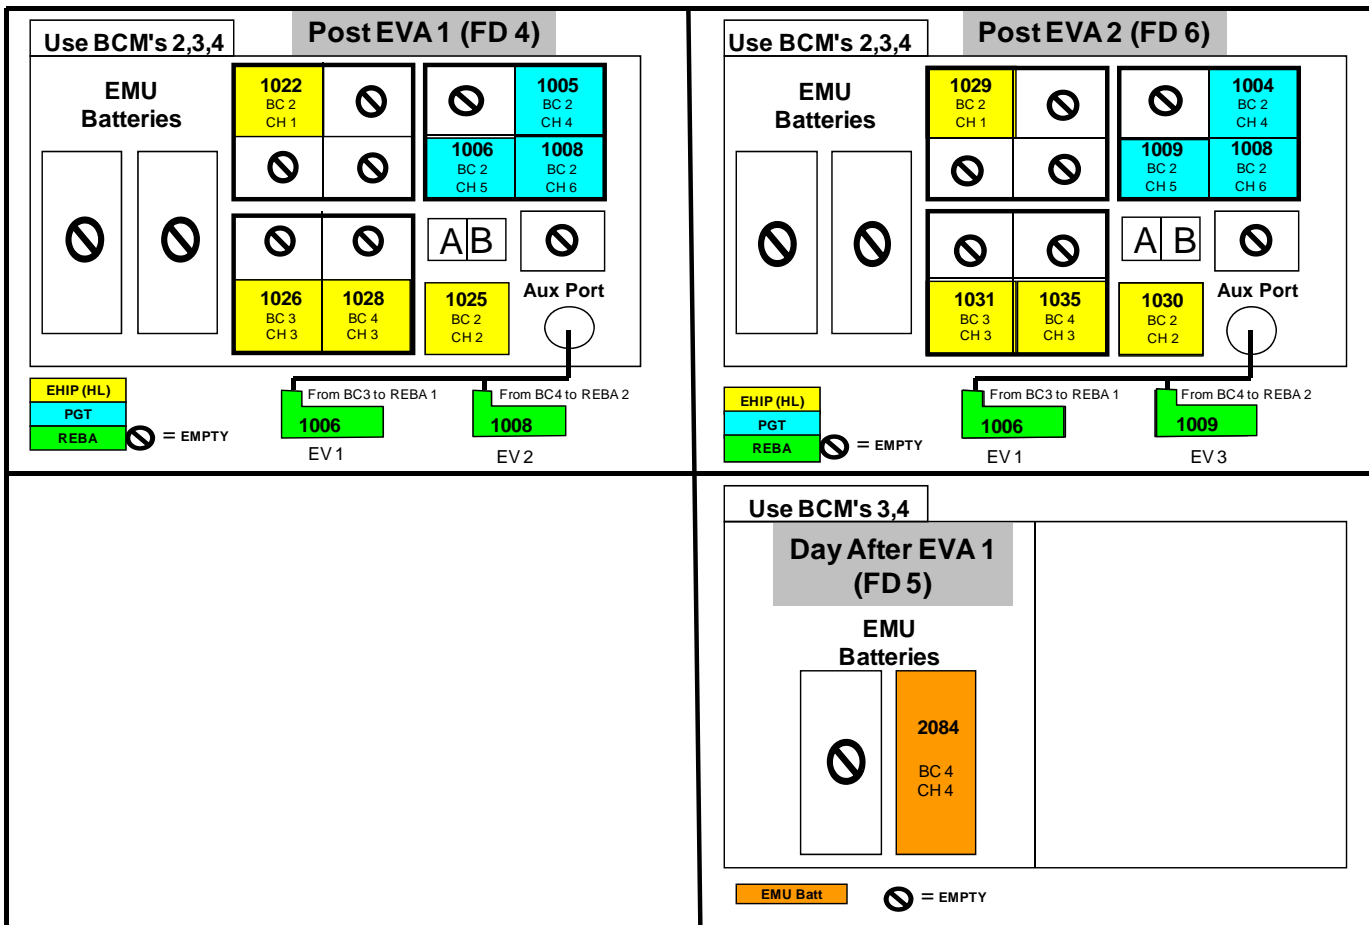 Use BCM's 2,3,4
Post EVA 1 (FD 4)
EMU
Batteries
1022
BC 2
CH 1
1005
BC 2
CH 4
1006
BC 2
CH 5
1008
BC 2
CH 6
A B
1026
BC 3
CH 3
1028
BC 4
CH 3
1025
BC 2
CH 2
Aux Port
EHIP (HL)
PGT
REBA
= EMPTY
From BC3 to REBA 1
1006
EV 1
From BC4 to REBA 2
1008
EV 2
Use BCM's 2,3,4
Post EVA 2 (FD 6)
EMU
Batteries
1029
BC 2
CH 1
1004
BC 2
CH 4
1009
BC 2
CH 5
1008
BC 2
CH 6
A B
1031
BC 3
CH 3
1035
BC 4
CH 3
1030
BC 2
CH 2
Aux Port
EHIP (HL)
PGT
REBA
= EMPTY
From BC3 to REBA 1
1006
EV 1
From BC4 to REBA 2
1009
EV 3
Use BCM's 3,4
Day After EVA 1
(FD 5)
EMU
Batteries
2084
BC 4
CH 4
EMU Batt
= EMPTY